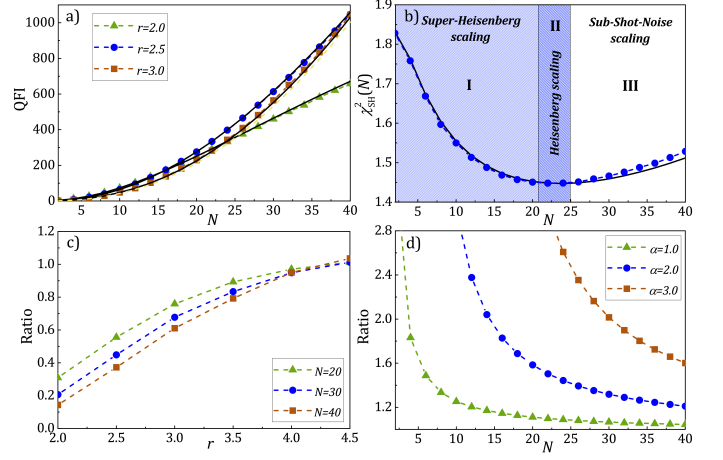 a)
r=2.0
r=2.5
r=3.0
QFI
1000
800
600
400
200
0
5 10 15 20 25 30 35 40
N
b)
Super-Heisenberg
scaling
II
Sub-Shot-Noise
scaling
I
Heisenberg scaling
III
χ²SH(N)
1.9
1.8
1.7
1.6
1.5
1.4
5 10 15 20 25 30 35 40
N
c)
Ratio
1.4
1.2
1.0
0.8
0.6
0.4
0.2
0.0
N=20
N=30
N=40
2.0 2.5 3.0 3.5 4.0 4.5
r
d)
α=1.0
α=2.0
α=3.0
Ratio
2.8
2.4
2.0
1.6
1.2
5 10 15 20 25 30 35 40
N